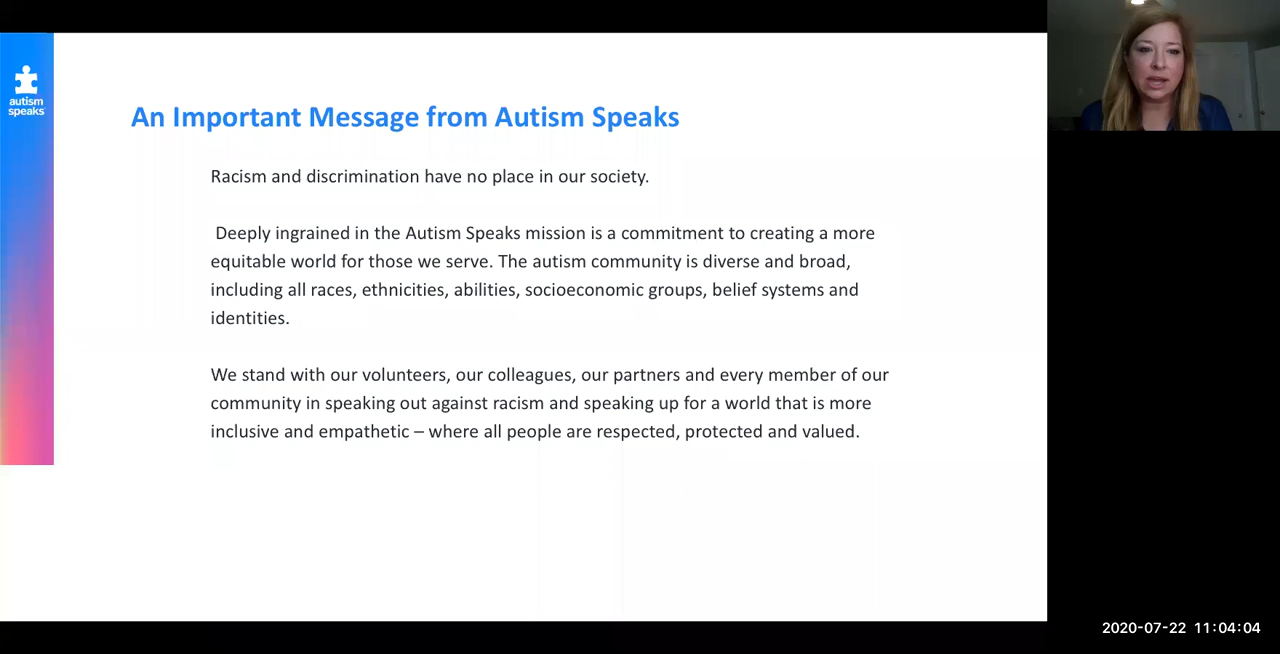 autism
speaks
An Important Message from Autism Speaks
Racism and discrimination have no place in our society.
Deeply ingrained in the Autism Speaks mission is a commitment to creating a more
equitable world for those we serve. The autism community is diverse and broad,
including all races, ethnicities, abilities, socioeconomic groups, belief systems and
identities.
We stand with our volunteers, our colleagues, our partners and every member of our
community in speaking out against racism and speaking up for a world that is more
inclusive and empathetic – where all people are respected, protected and valued.
2020-07-22 11:04:04